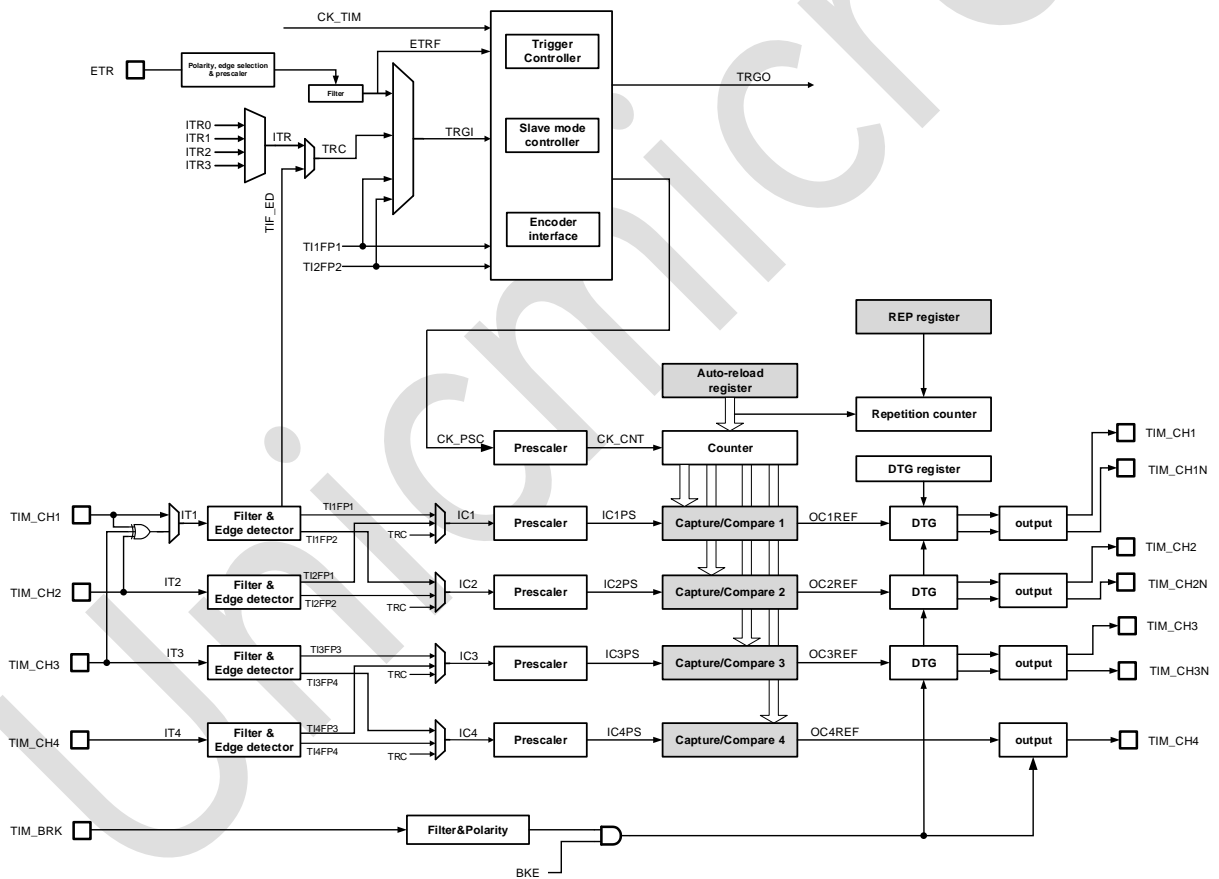 CK_TIM
ETRF
Trigger
Controller
ETR
Polarity, edge selection
& prescaler
Filter
TRGO
ITR0
ITR1
ITR2
ITR3
ITR
TRC
TRGI
Slave mode
controller
TIF_ED
Encoder
interface
TI1FP1
TI2FP2
REP register
Auto-reload
register
Repetition counter
CK_PSC
Prescaler
CK_CNT
Counter
DTG register
TIM_CH1
TIM_CH1N
TIM_CH1
IT1
Filter &
Edge detector
TI1FP1
TI1FP2
TRC
IC1
Prescaler
IC1PS
Capture/Compare 1
OC1REF
DTG
output
TIM_CH2
TIM_CH2N
TIM_CH2
IT2
Filter &
Edge detector
TI2FP1
TI2FP2
TRC
IC2
Prescaler
IC2PS
Capture/Compare 2
OC2REF
DTG
output
TIM_CH3
TIM_CH3N
TIM_CH3
IT3
Filter &
Edge detector
TI3FP3
TI3FP4
TRC
IC3
Prescaler
IC3PS
Capture/Compare 3
OC3REF
DTG
output
TIM_CH4
IT4
Filter &
Edge detector
TI4FP3
TI4FP4
TRC
IC4
Prescaler
IC4PS
Capture/Compare 4
OC4REF
output
TIM_CH4
TIM_BRK
Filter&Polarity
BKE
Unicmicro